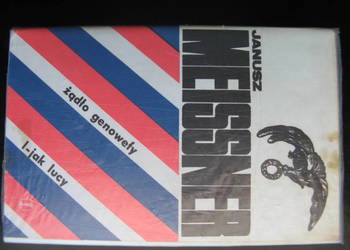 JANUSZ
MEISSNER
żądło genowefy
L-jak lucy